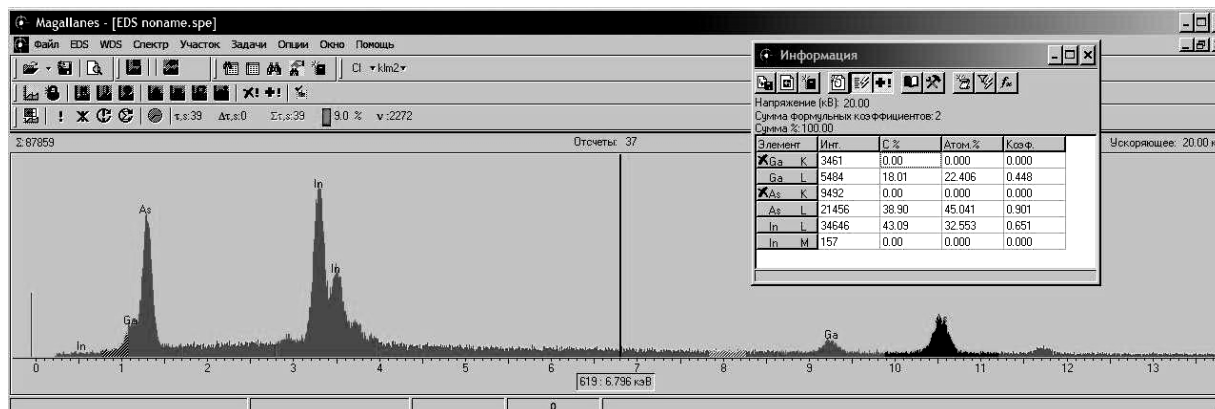 Magallanes - [EDS noname.spe]
Файл EDS WDS Спектр Участок Задачи Опции Окно Помощь
Cl klm2
τ,s:39 Δτ,s:0 Στ,s:39 9.0 % ν:2272
Σ:87859 Отсчеты: 37 Ускоряющее: 20.00 к
Информация
Напряжение [кВ]: 20.00
Сумма формульных коэффициентов: 2
Сумма %: 100.00
Элемент Инт. C % Атом.% Коэф.
Ga K 3461 0.00 0.000 0.000
Ga L 5484 18.01 22.406 0.448
As K 9492 0.00 0.000 0.000
As L 21456 38.90 45.041 0.901
In L 34646 43.09 32.553 0.651
In M 157 0.00 0.000 0.000
In
As
In
Ga
In
Ga
As
0 1 2 3 4 5 6 7 8 9 10 11 12 13
619 : 6.796 кэВ
0